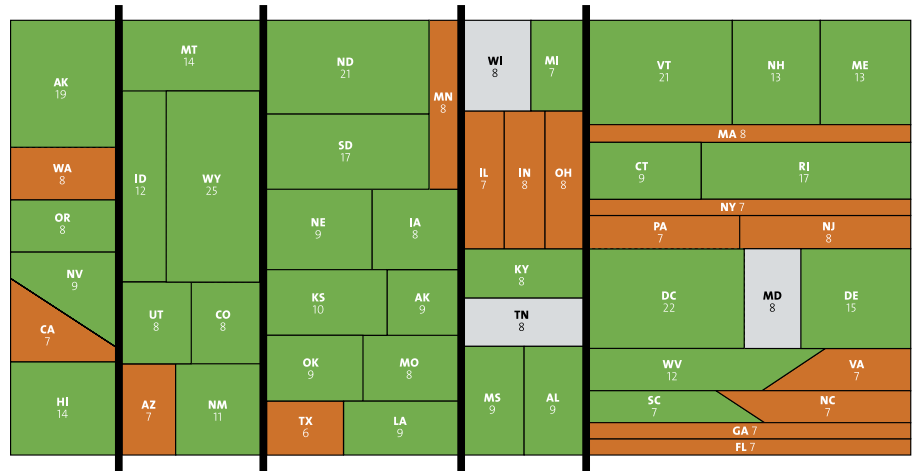 AK
19
WA
8
OR
8
NV
9
CA
7
HI
14
MT
14
ID
12
WY
25
UT
8
CO
8
AZ
7
NM
11
ND
21
MN
8
SD
17
NE
9
IA
8
KS
10
AK
9
OK
9
MO
8
TX
6
LA
9
WI
8
MI
7
IL
7
IN
8
OH
8
KY
8
TN
8
MS
9
AL
9
VT
21
NH
13
ME
13
MA 8
CT
9
RI
17
NY 7
PA
7
NJ
8
DC
22
MD
8
DE
15
WV
12
VA
7
SC
7
NC
7
GA 7
FL 7